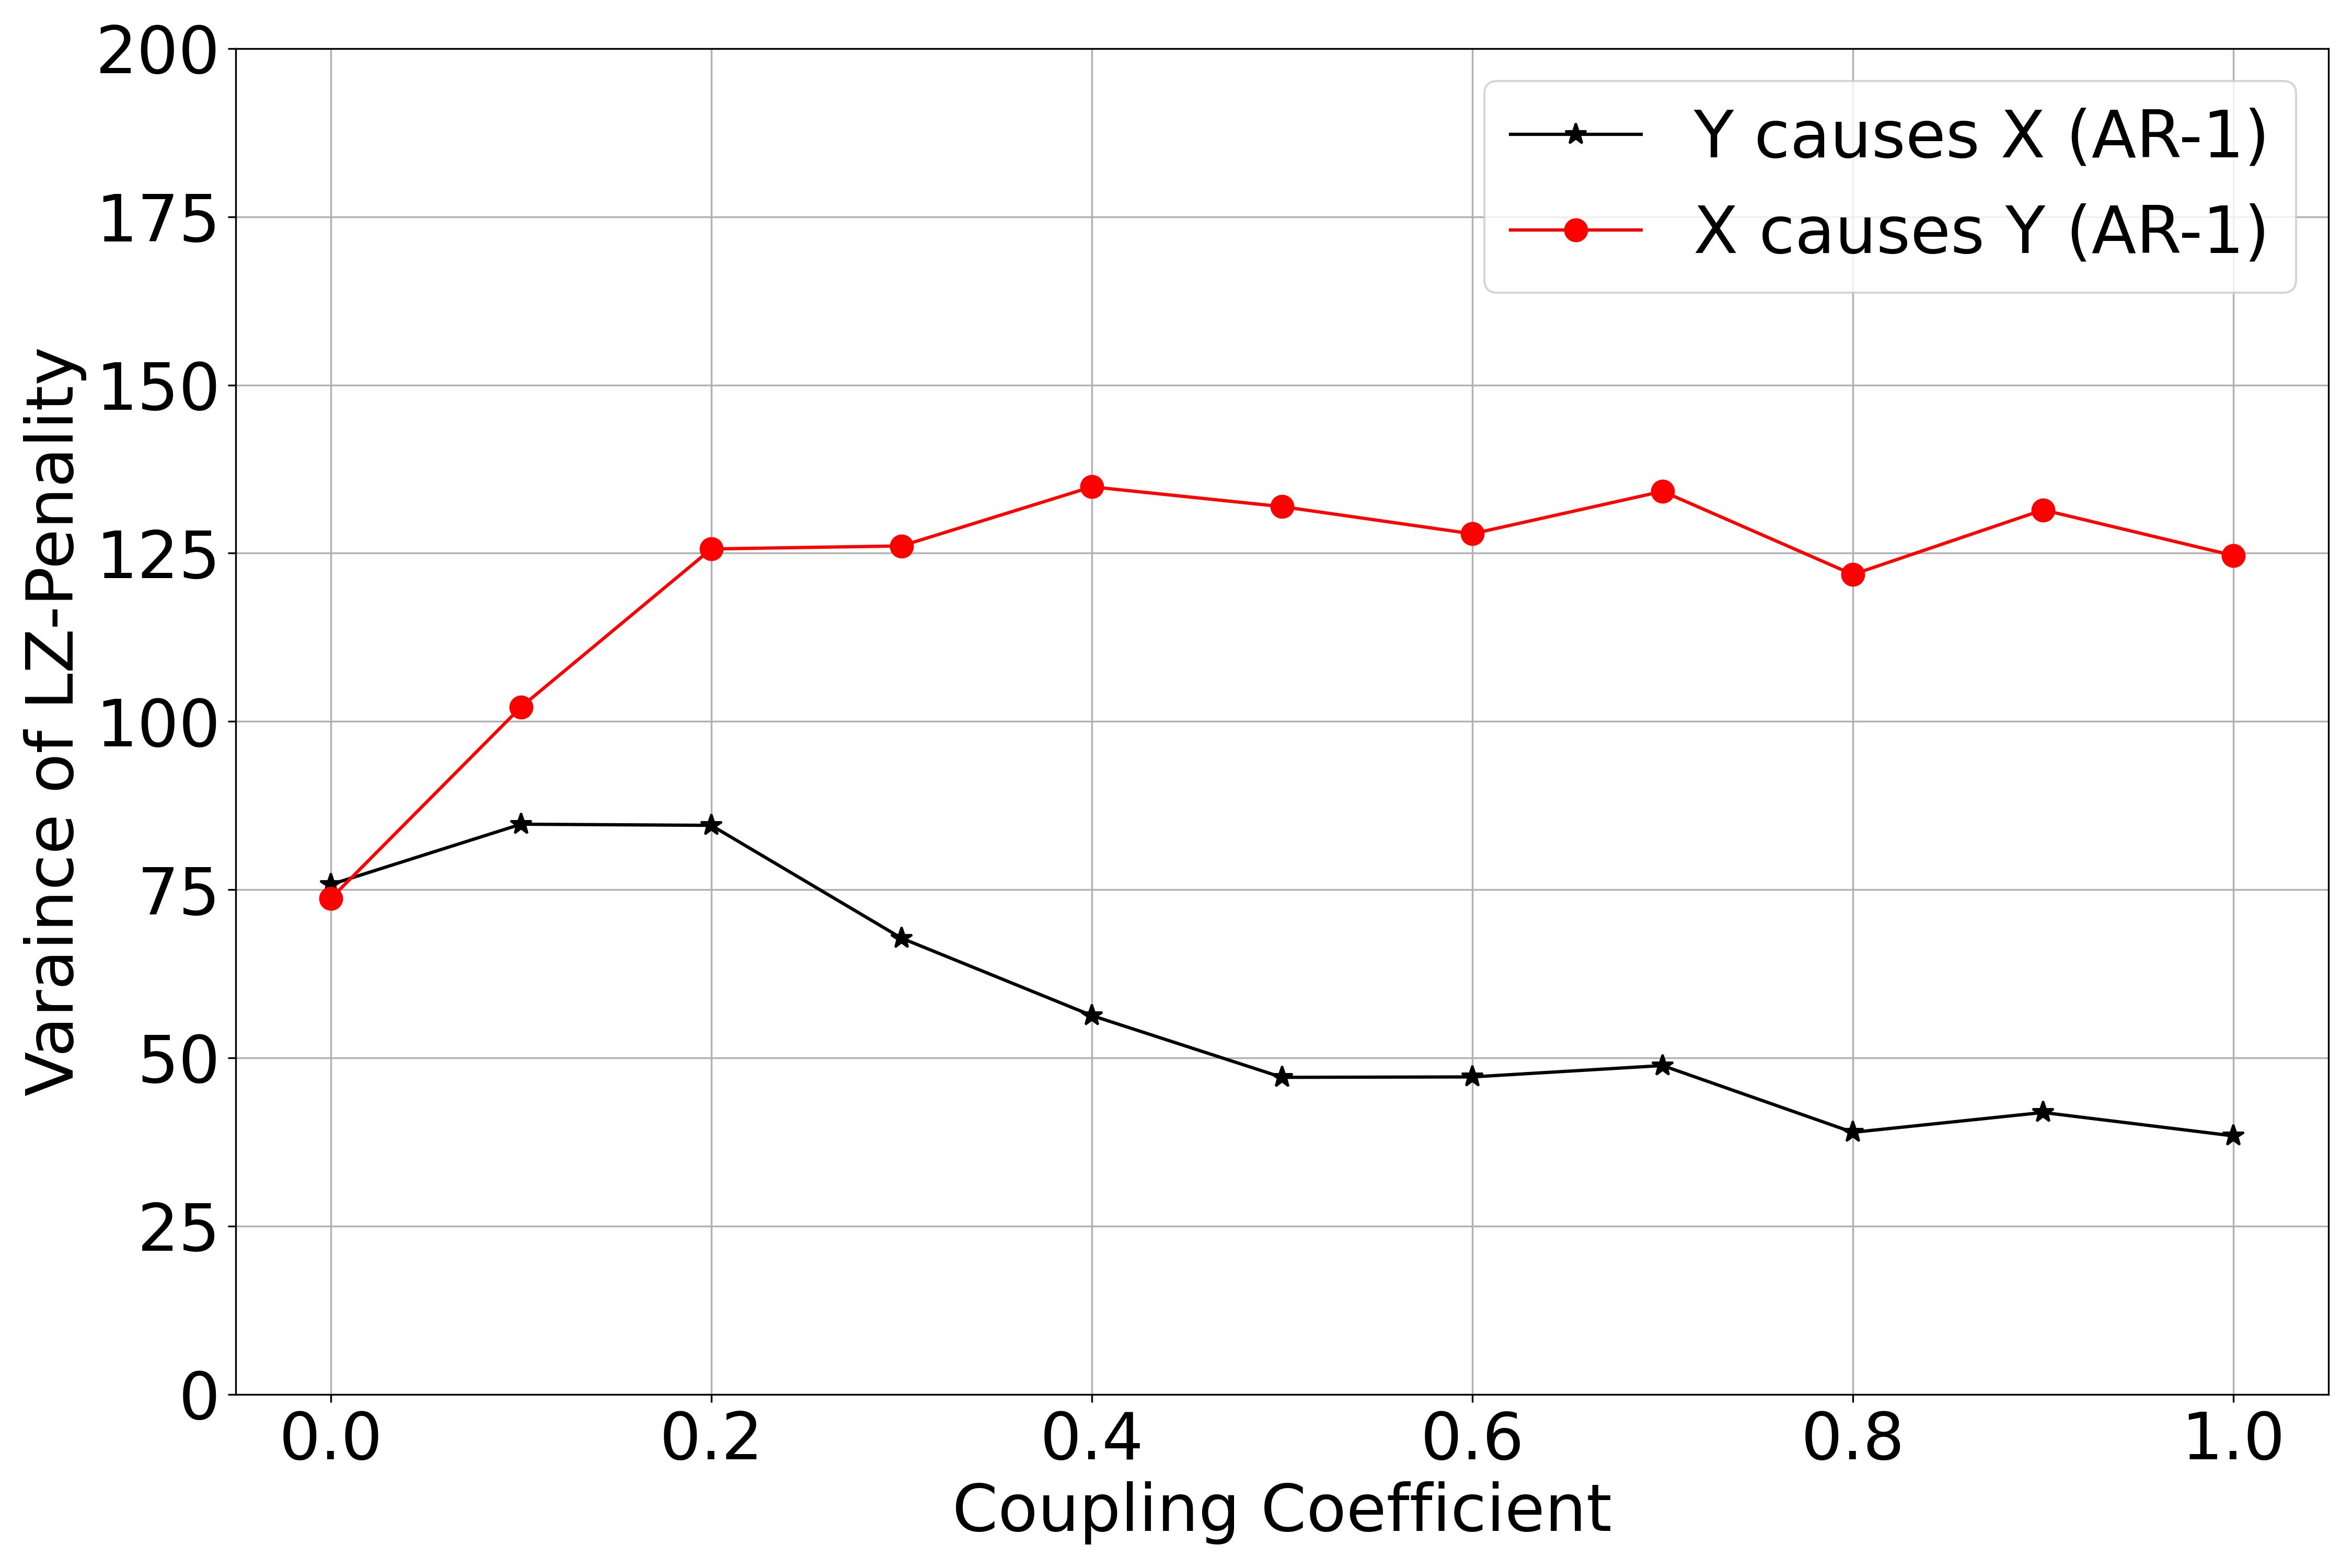 200
175
150
125
100
75
50
25
0
Varaince of LZ-Penality
Y causes X (AR-1)
X causes Y (AR-1)
0.0 0.2 0.4 0.6 0.8 1.0
Coupling Coefficient